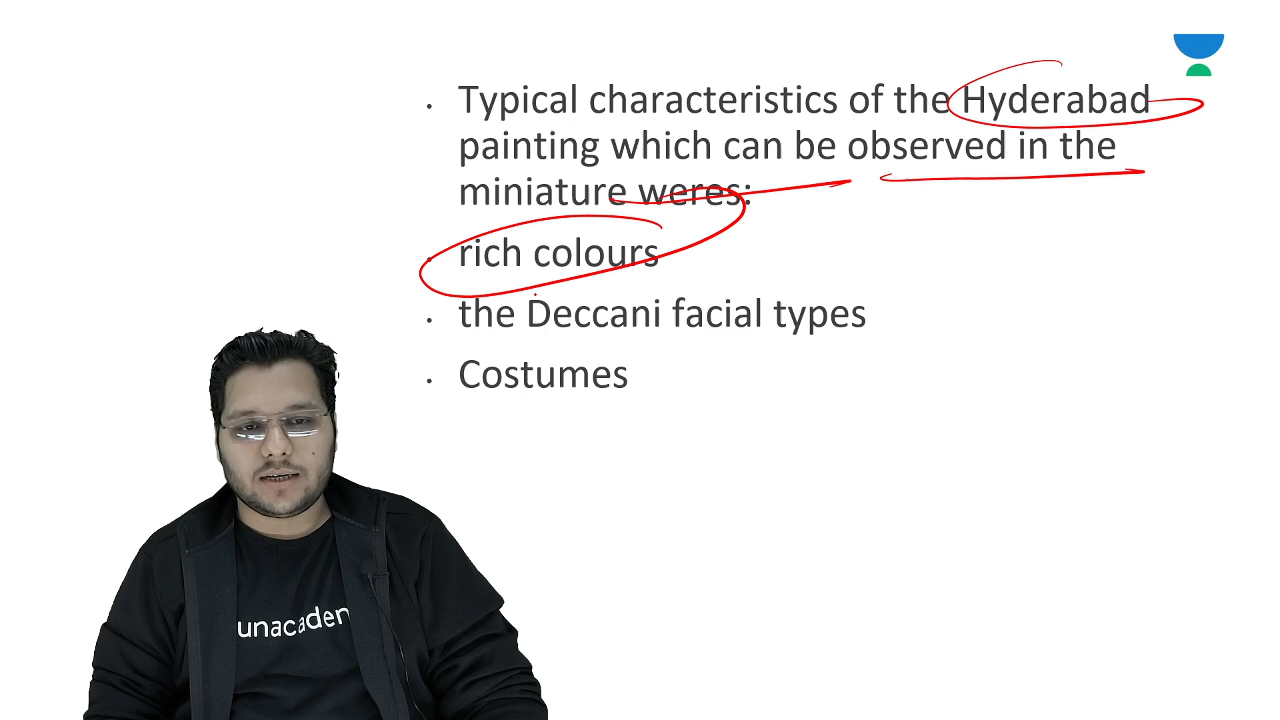 • Typical characteristics of the Hyderabad
painting which can be observed in the
miniature weres:
• rich colours
• the Deccani facial types
• Costumes
unacaden